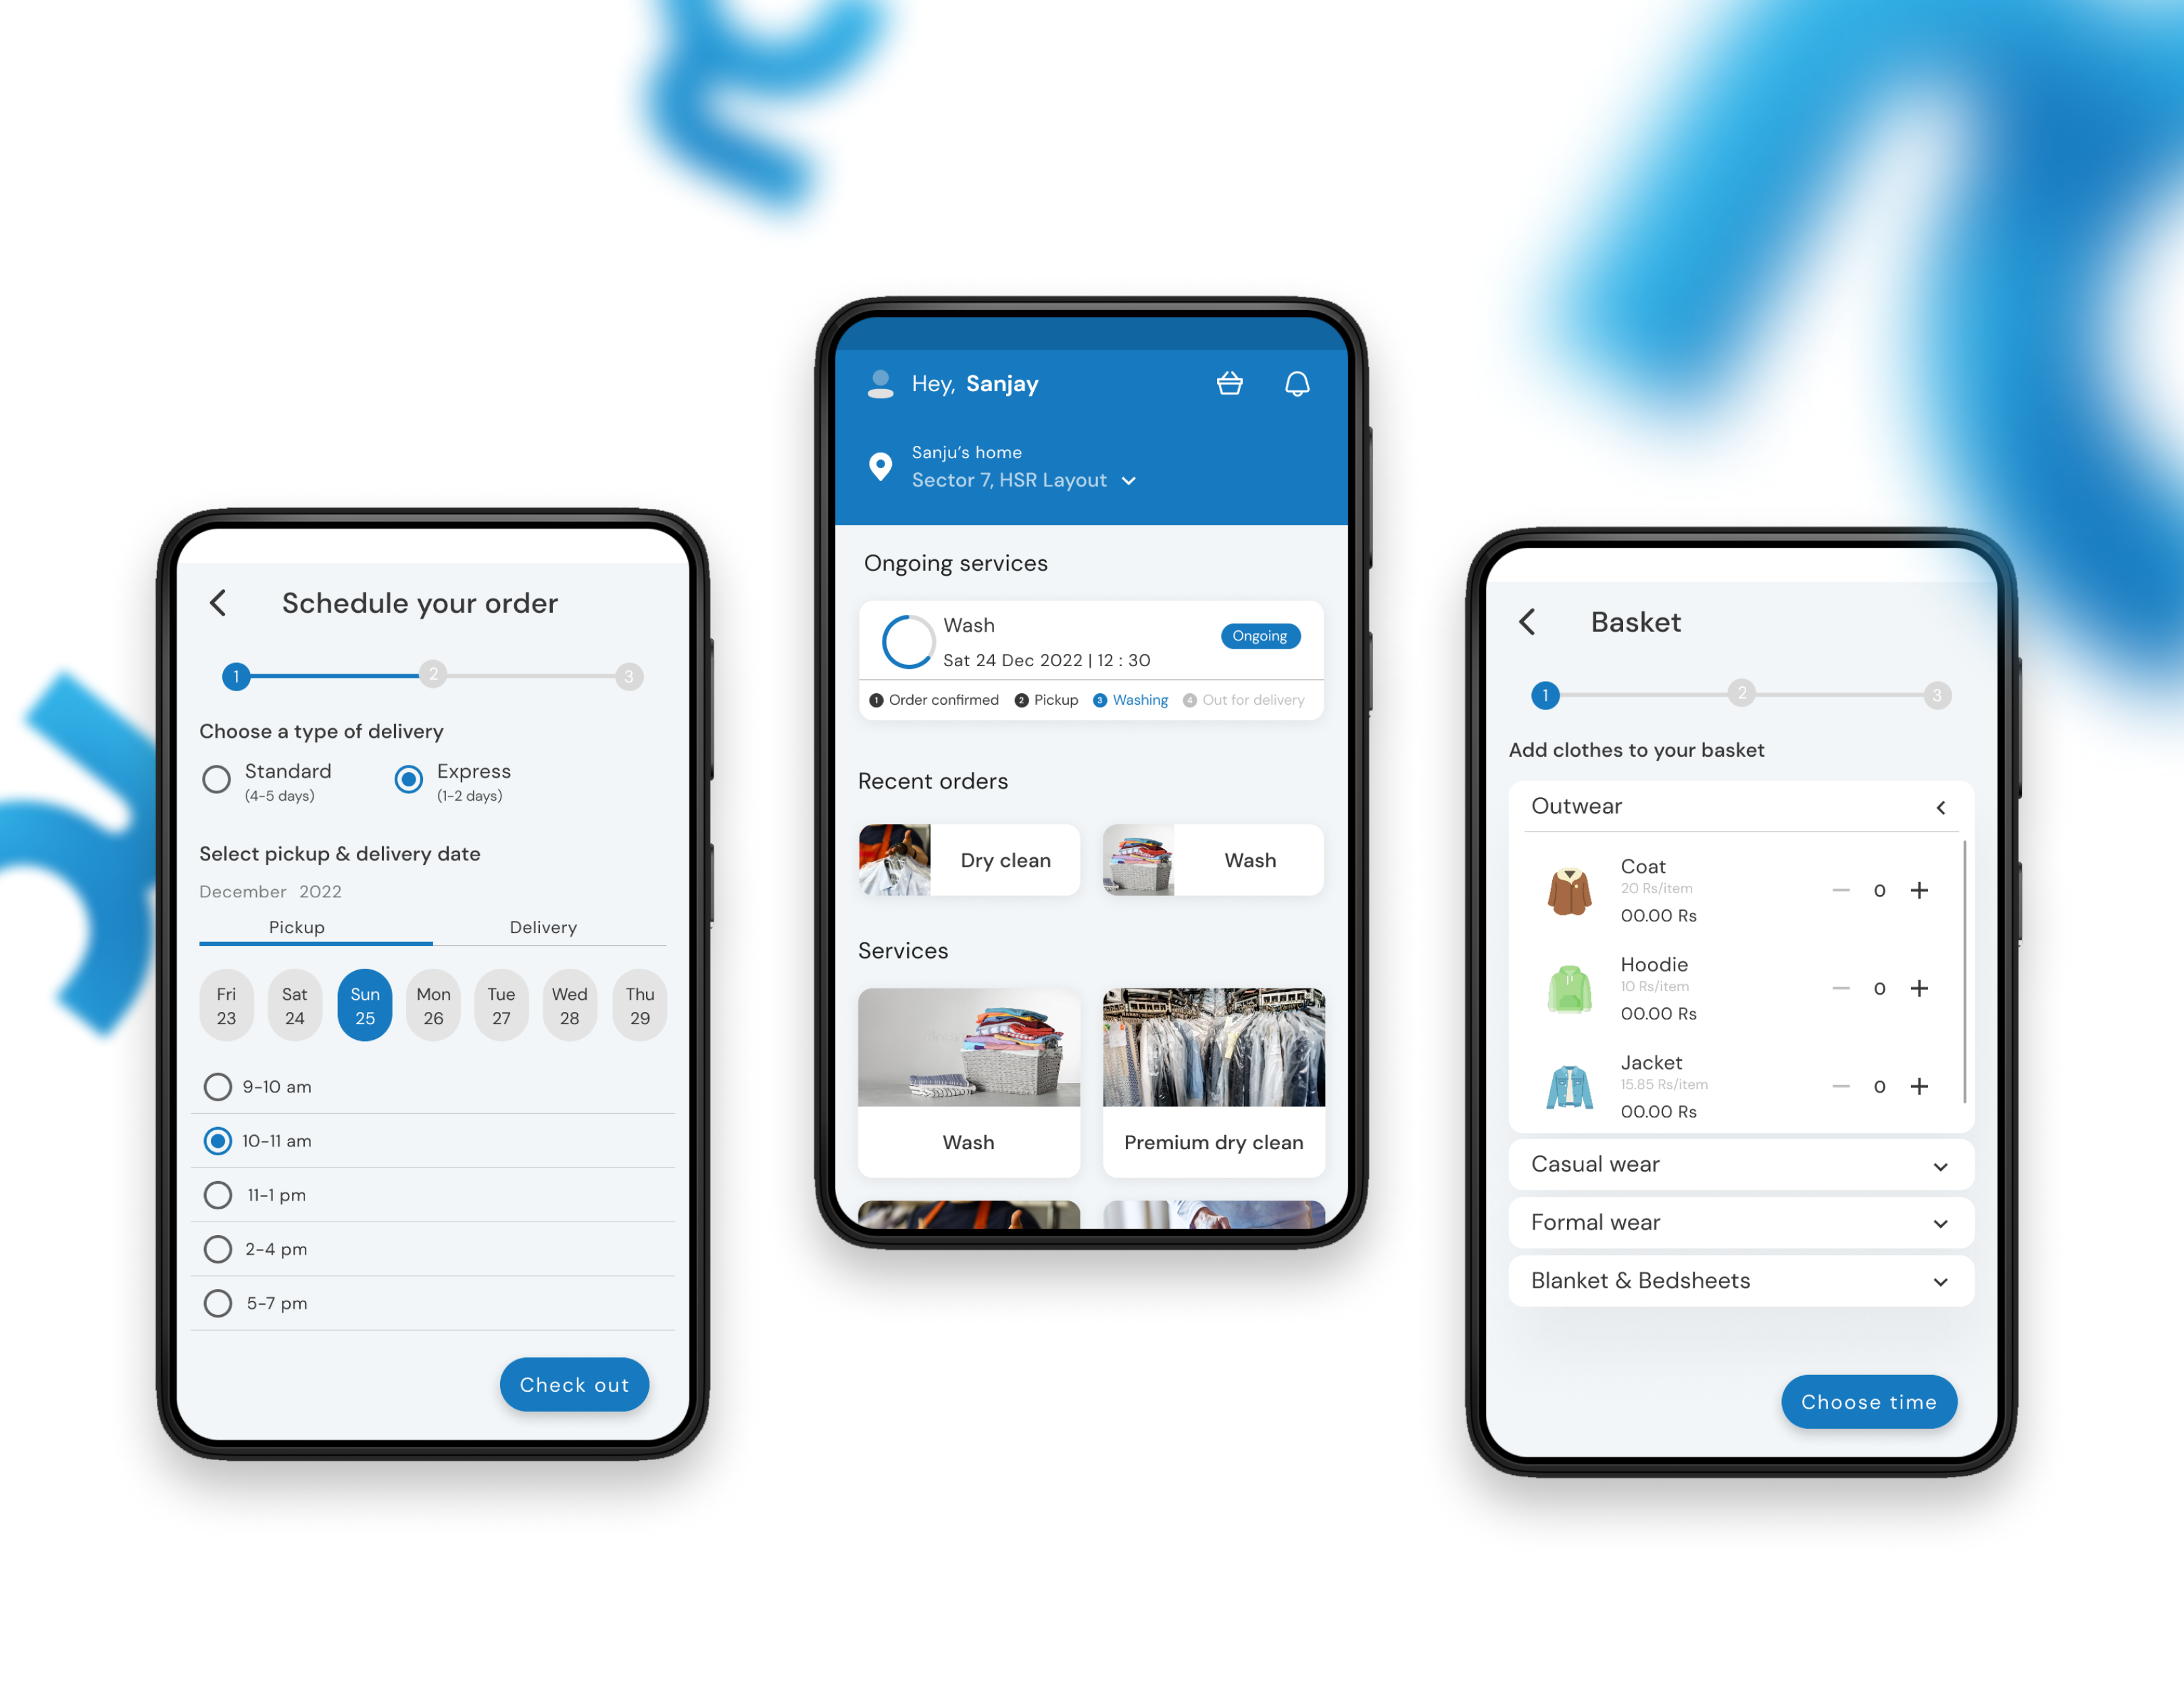 Schedule your order
1 2 3
Choose a type of delivery
Standard Express
(4-5 days) (1-2 days)
Select pickup & delivery date
December 2022
Pickup Delivery
Fri Sat Sun Mon Tue Wed Thu
23 24 25 26 27 28 29
9-10 am
10-11 am
11-1 pm
2-4 pm
5-7 pm
Check out
Hey, Sanjay
Sanju's home
Sector 7, HSR Layout
Ongoing services
Wash
Ongoing
Sat 24 Dec 2022 | 12 : 30
1 Order confirmed 2 Pickup 3 Washing 4 Out for delivery
Recent orders
Dry clean Wash
Services
Wash Premium dry clean
Basket
1 2 3
Add clothes to your basket
Outwear
Coat
20 Rs/item
0
00.00 Rs
Hoodie
10 Rs/item
0
00.00 Rs
Jacket
15.85 Rs/item
0
00.00 Rs
Casual wear
Formal wear
Blanket & Bedsheets
Choose time